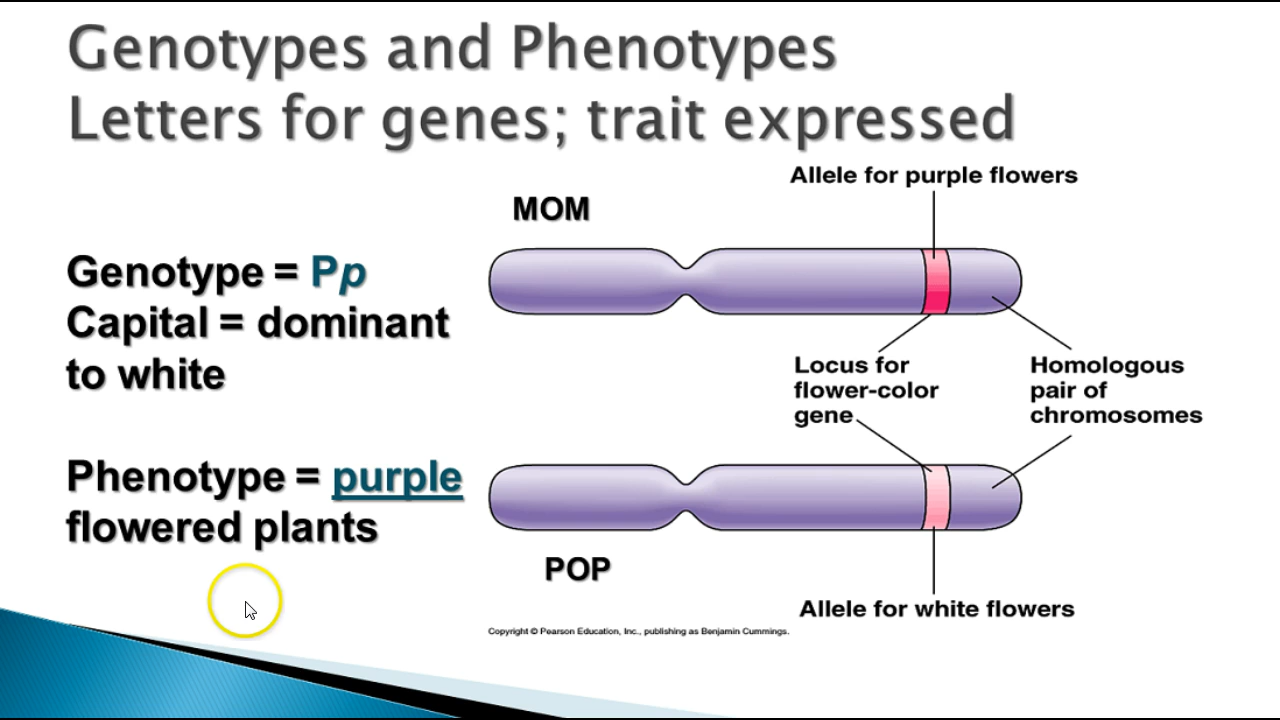 Genotypes and Phenotypes
Letters for genes; trait expressed
Allele for purple flowers
MOM
Genotype = Pp
Capital = dominant
to white
Locus for
flower-color
gene
Homologous
pair of
chromosomes
Phenotype = purple
flowered plants
POP
Allele for white flowers
Copyright © Pearson Education, Inc., publishing as Benjamin Cummings.